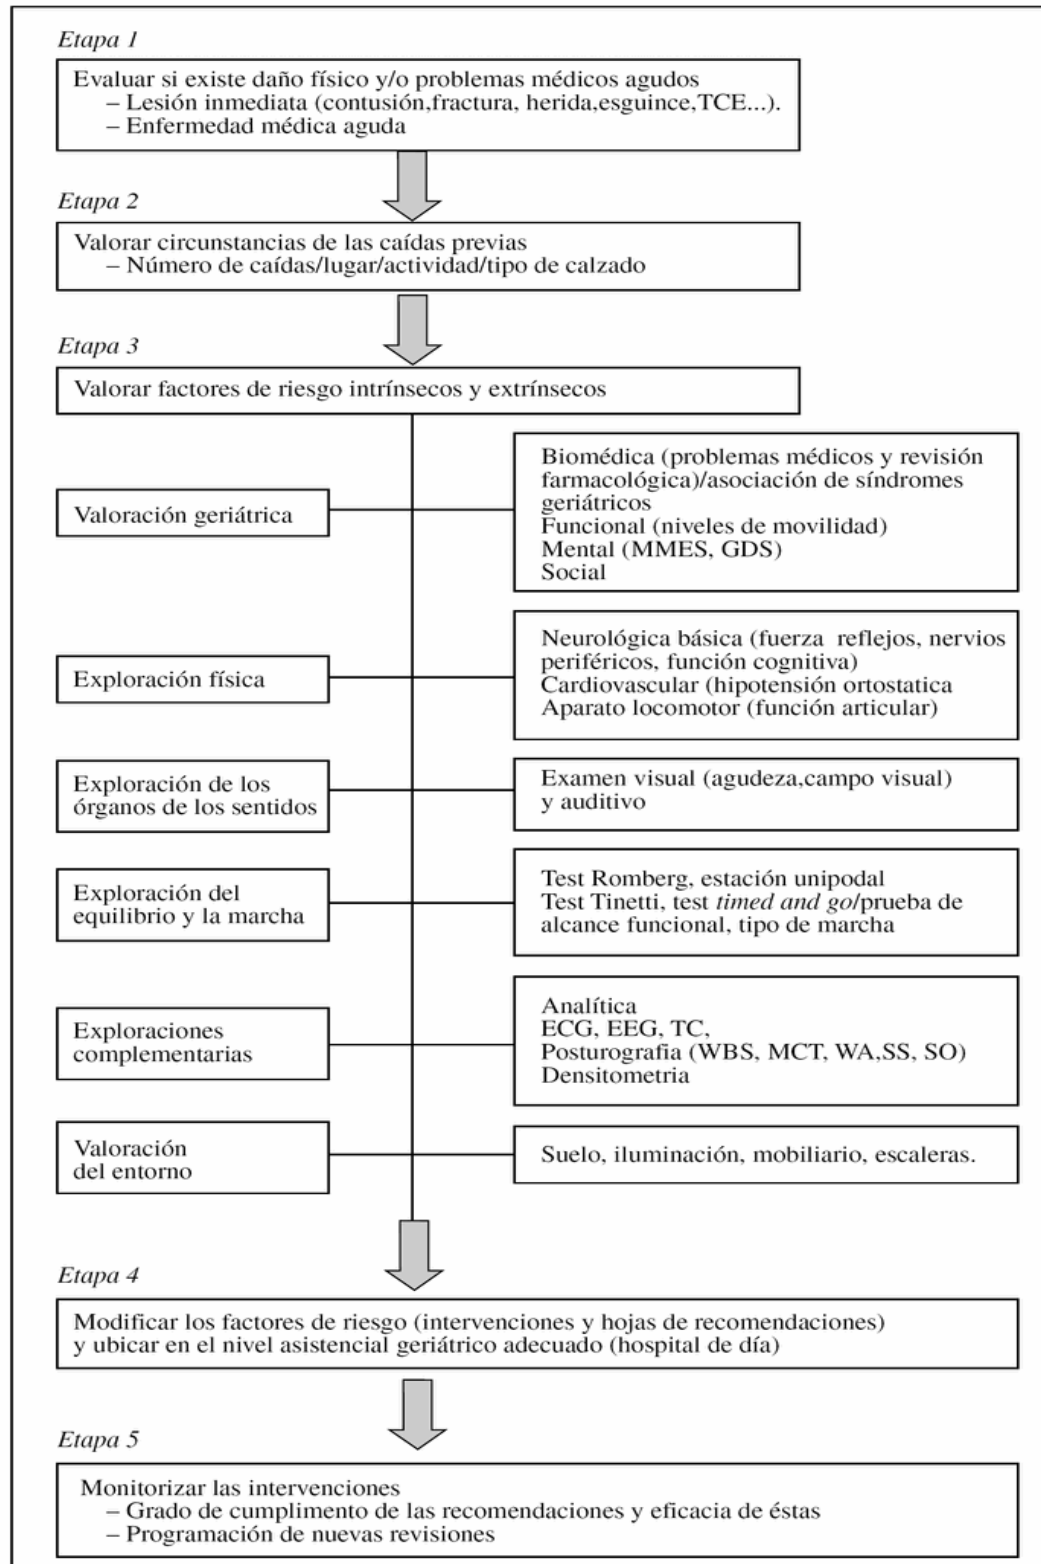 Etapa 1
Evaluar si existe daño físico y/o problemas médicos agudos
– Lesión inmediata (contusión,fractura, herida,esguince,TCE...).
– Enfermedad médica aguda
Etapa 2
Valorar circunstancias de las caídas previas
– Número de caídas/lugar/actividad/tipo de calzado
Etapa 3
Valorar factores de riesgo intrínsecos y extrínsecos
Valoración geriátrica
Biomédica (problemas médicos y revisión
farmacológica)/asociación de síndromes
geriátricos
Funcional (niveles de movilidad)
Mental (MMES, GDS)
Social
Exploración física
Neurológica básica (fuerza reflejos, nervios
periféricos, función cognitiva)
Cardiovascular (hipotensión ortostatica
Aparato locomotor (función articular)
Exploración de los
órganos de los sentidos
Examen visual (agudeza,campo visual)
y auditivo
Exploración del
equilibrio y la marcha
Test Romberg, estación unipodal
Test Tinetti, test timed and go/prueba de
alcance funcional, tipo de marcha
Exploraciones
complementarias
Analítica
ECG, EEG, TC,
Posturografia (WBS, MCT, WA,SS, SO)
Densitometria
Valoración
del entorno
Suelo, iluminación, mobiliario, escaleras.
Etapa 4
Modificar los factores de riesgo (intervenciones y hojas de recomendaciones)
y ubicar en el nivel asistencial geriátrico adecuado (hospital de día)
Etapa 5
Monitorizar las intervenciones
– Grado de cumplimento de las recomendaciones y eficacia de éstas
– Programación de nuevas revisiones